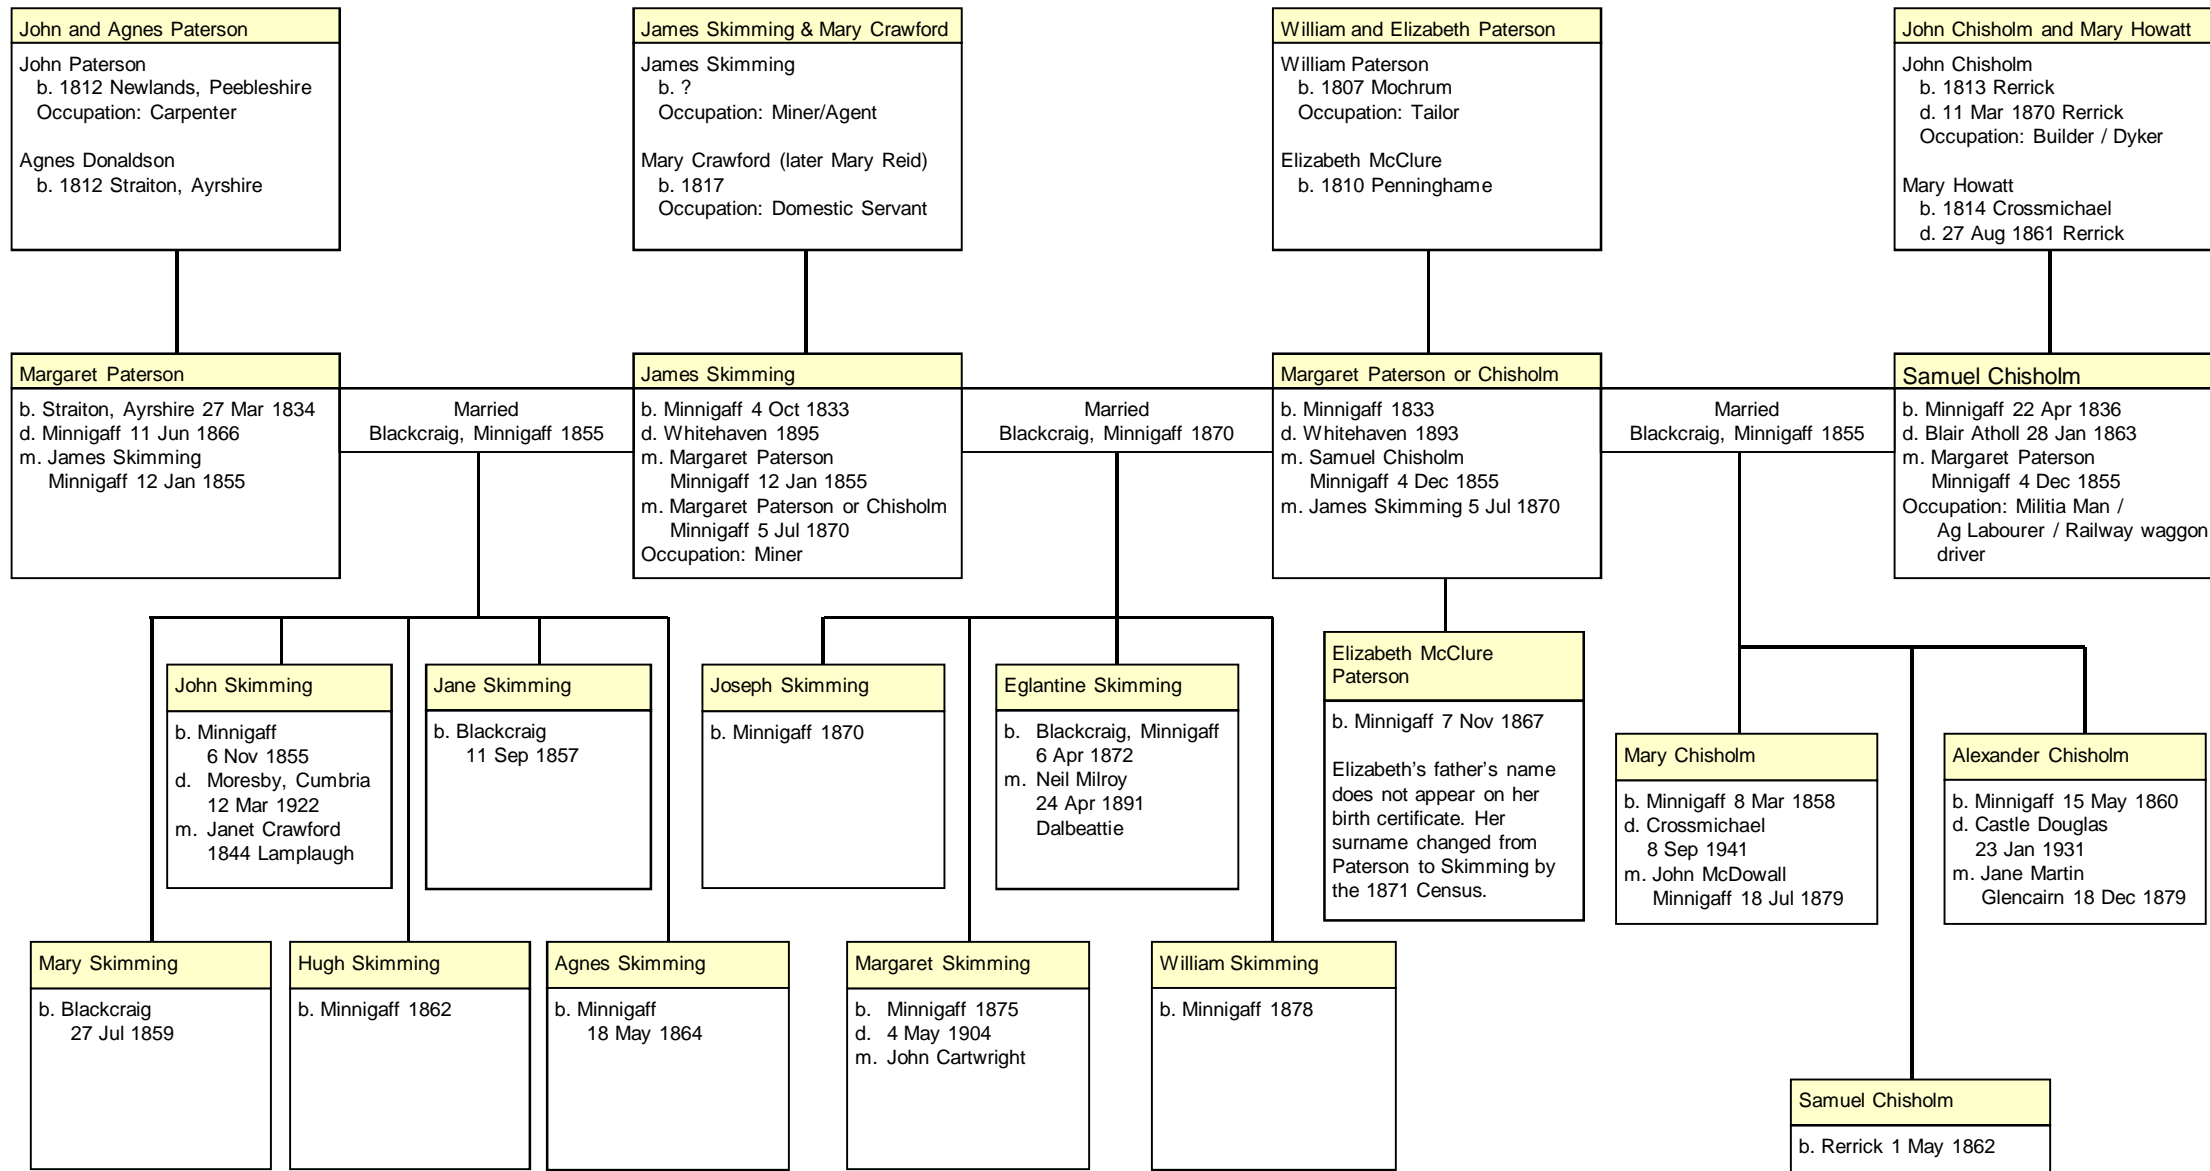 John and Agnes Paterson
John Paterson
b. 1812 Newlands, Peebleshire
Occupation: Carpenter
Agnes Donaldson
b. 1812 Straiton, Ayrshire
James Skimming & Mary Crawford
James Skimming
b. ?
Occupation: Miner/Agent
Mary Crawford (later Mary Reid)
b. 1817
Occupation: Domestic Servant
William and Elizabeth Paterson
William Paterson
b. 1807 Mochrum
Occupation: Tailor
Elizabeth McClure
b. 1810 Penninghame
John Chisholm and Mary Howatt
John Chisholm
b. 1813 Rerrick
d. 11 Mar 1870 Rerrick
Occupation: Builder / Dyker
Mary Howatt
b. 1814 Crossmichael
d. 27 Aug 1861 Rerrick
Margaret Paterson
b. Straiton, Ayrshire 27 Mar 1834
d. Minnigaff 11 Jun 1866
m. James Skimming
Minnigaff 12 Jan 1855
Married
Blackcraig, Minnigaff 1855
James Skimming
b. Minnigaff 4 Oct 1833
d. Whitehaven 1895
m. Margaret Paterson
Minnigaff 12 Jan 1855
m. Margaret Paterson or Chisholm
Minnigaff 5 Jul 1870
Occupation: Miner
Married
Blackcraig, Minnigaff 1870
Margaret Paterson or Chisholm
b. Minnigaff 1833
d. Whitehaven 1893
m. Samuel Chisholm
Minnigaff 4 Dec 1855
m. James Skimming 5 Jul 1870
Married
Blackcraig, Minnigaff 1855
Samuel Chisholm
b. Minnigaff 22 Apr 1836
d. Blair Atholl 28 Jan 1863
m. Margaret Paterson
Minnigaff 4 Dec 1855
Occupation: Militia Man /
Ag Labourer / Railway waggon
driver
John Skimming
b. Minnigaff
6 Nov 1855
d. Moresby, Cumbria
12 Mar 1922
m. Janet Crawford
1844 Lamplaugh
Jane Skimming
b. Blackcraig
11 Sep 1857
Joseph Skimming
b. Minnigaff 1870
Eglantine Skimming
b. Blackcraig, Minnigaff
6 Apr 1872
m. Neil Milroy
24 Apr 1891
Dalbeattie
Elizabeth McClure
Paterson
b. Minnigaff 7 Nov 1867
Elizabeth's father's name
does not appear on her
birth certificate. Her
surname changed from
Paterson to Skimming by
the 1871 Census.
Mary Chisholm
b. Minnigaff 8 Mar 1858
d. Crossmichael
8 Sep 1941
m. John McDowall
Minnigaff 18 Jul 1879
Alexander Chisholm
b. Minnigaff 15 May 1860
d. Castle Douglas
23 Jan 1931
m. Jane Martin
Glencairn 18 Dec 1879
Mary Skimming
b. Blackcraig
27 Jul 1859
Hugh Skimming
b. Minnigaff 1862
Agnes Skimming
b. Minnigaff
18 May 1864
Margaret Skimming
b. Minnigaff 1875
d. 4 May 1904
m. John Cartwright
William Skimming
b. Minnigaff 1878
Samuel Chisholm
b. Rerrick 1 May 1862